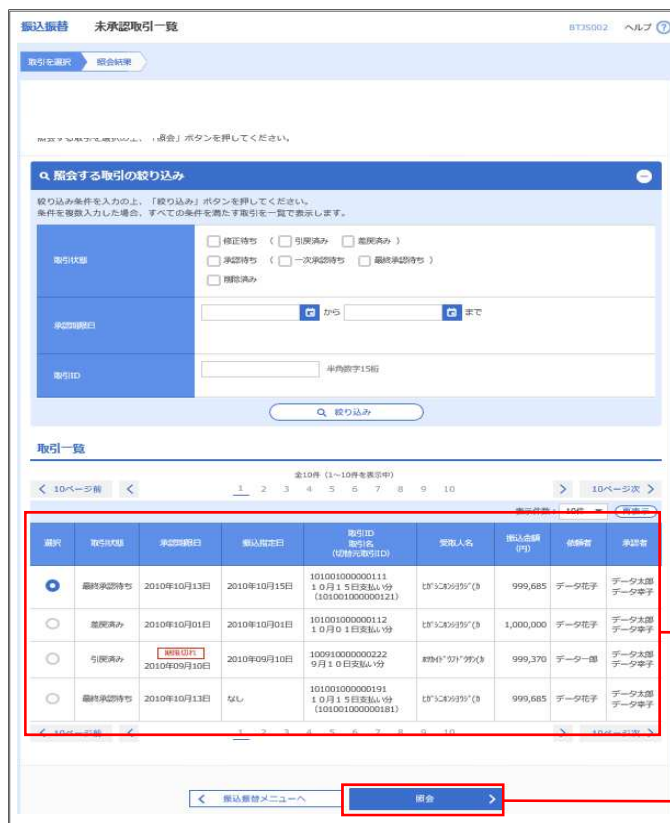 振込振替 未承認取引一覧 BTJS002 ヘルプ ?
取引を選択 照会結果
照会する取引を選択の上、「照会」ボタンを押してください。
照会する取引の絞り込み
絞り込み条件を入力の上、「絞り込み」ボタンを押してください。
条件を複数入力した場合、すべての条件を満たす取引を一覧で表示します。
取引状態
修正待ち ( 引戻済み 差戻済み )
承認待ち ( 一次承認待ち 最終承認待ち )
削除済み
承認期限日 から まで
取引ID 半角数字15桁
絞り込み
取引一覧
全10件(1~10件を表示中)
10ページ前 1 2 3 4 5 6 7 8 9 10 10ページ次
表示件数: 10件 再表示
選択 取引状態 承認期限日 振込指定日 取引ID 取引名 (切替元取引ID) 受取人名 振込金額 (円) 依頼者 承認者
最終承認待ち 2010年10月13日 2010年10月15日 101001000000111 10月15日支払い分 (101001000000121) 999,685 データ花子 データ太郎 データ幸子
差戻済み 2010年10月01日 2010年10月01日 101001000000112 10月01日支払い分 1,000,000 データ花子 データ太郎 データ幸子
引戻済み 期限切れ 2010年09月10日 2010年09月10日 100910000000222 9月10日支払い分 999,370 データ一郎 データ太郎 データ幸子
最終承認待ち 2010年10月13日 なし 101001000000191 10月15日支払い分 (101001000000181) 999,685 データ花子 データ太郎 データ幸子
10ページ前 1 2 3 4 5 6 7 8 9 10 10ページ次
振込振替メニューへ 照会